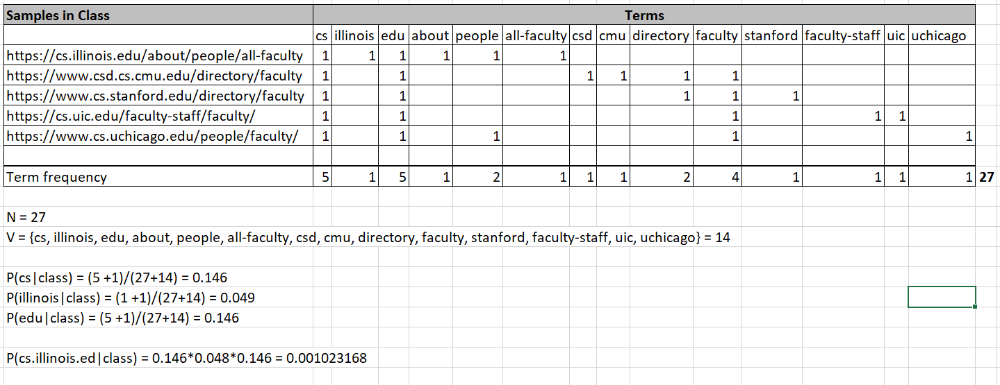 Samples in Class Terms
cs illinois edu about people all-faculty csd cmu directory faculty stanford faculty-staff uic uchicago
https://cs.illinois.edu/about/people/all-faculty 1 1 1 1 1 1
https://www.csd.cs.cmu.edu/directory/faculty 1 1 1 1 1 1
https://www.cs.stanford.edu/directory/faculty 1 1 1 1 1
https://cs.uic.edu/faculty-staff/faculty/ 1 1 1 1 1
https://www.cs.uchicago.edu/people/faculty/ 1 1 1 1 1
Term frequency 5 1 5 1 2 1 1 1 2 4 1 1 1 1 27
N = 27
V = {cs, illinois, edu, about, people, all-faculty, csd, cmu, directory, faculty, stanford, faculty-staff, uic, uchicago} = 14
P(cs|class) = (5 +1)/(27+14) = 0.146
P(illinois|class) = (1 +1)/(27+14) = 0.049
P(edu|class) = (5 +1)/(27+14) = 0.146
P(cs.illinois.ed|class) = 0.146*0.048*0.146 = 0.001023168